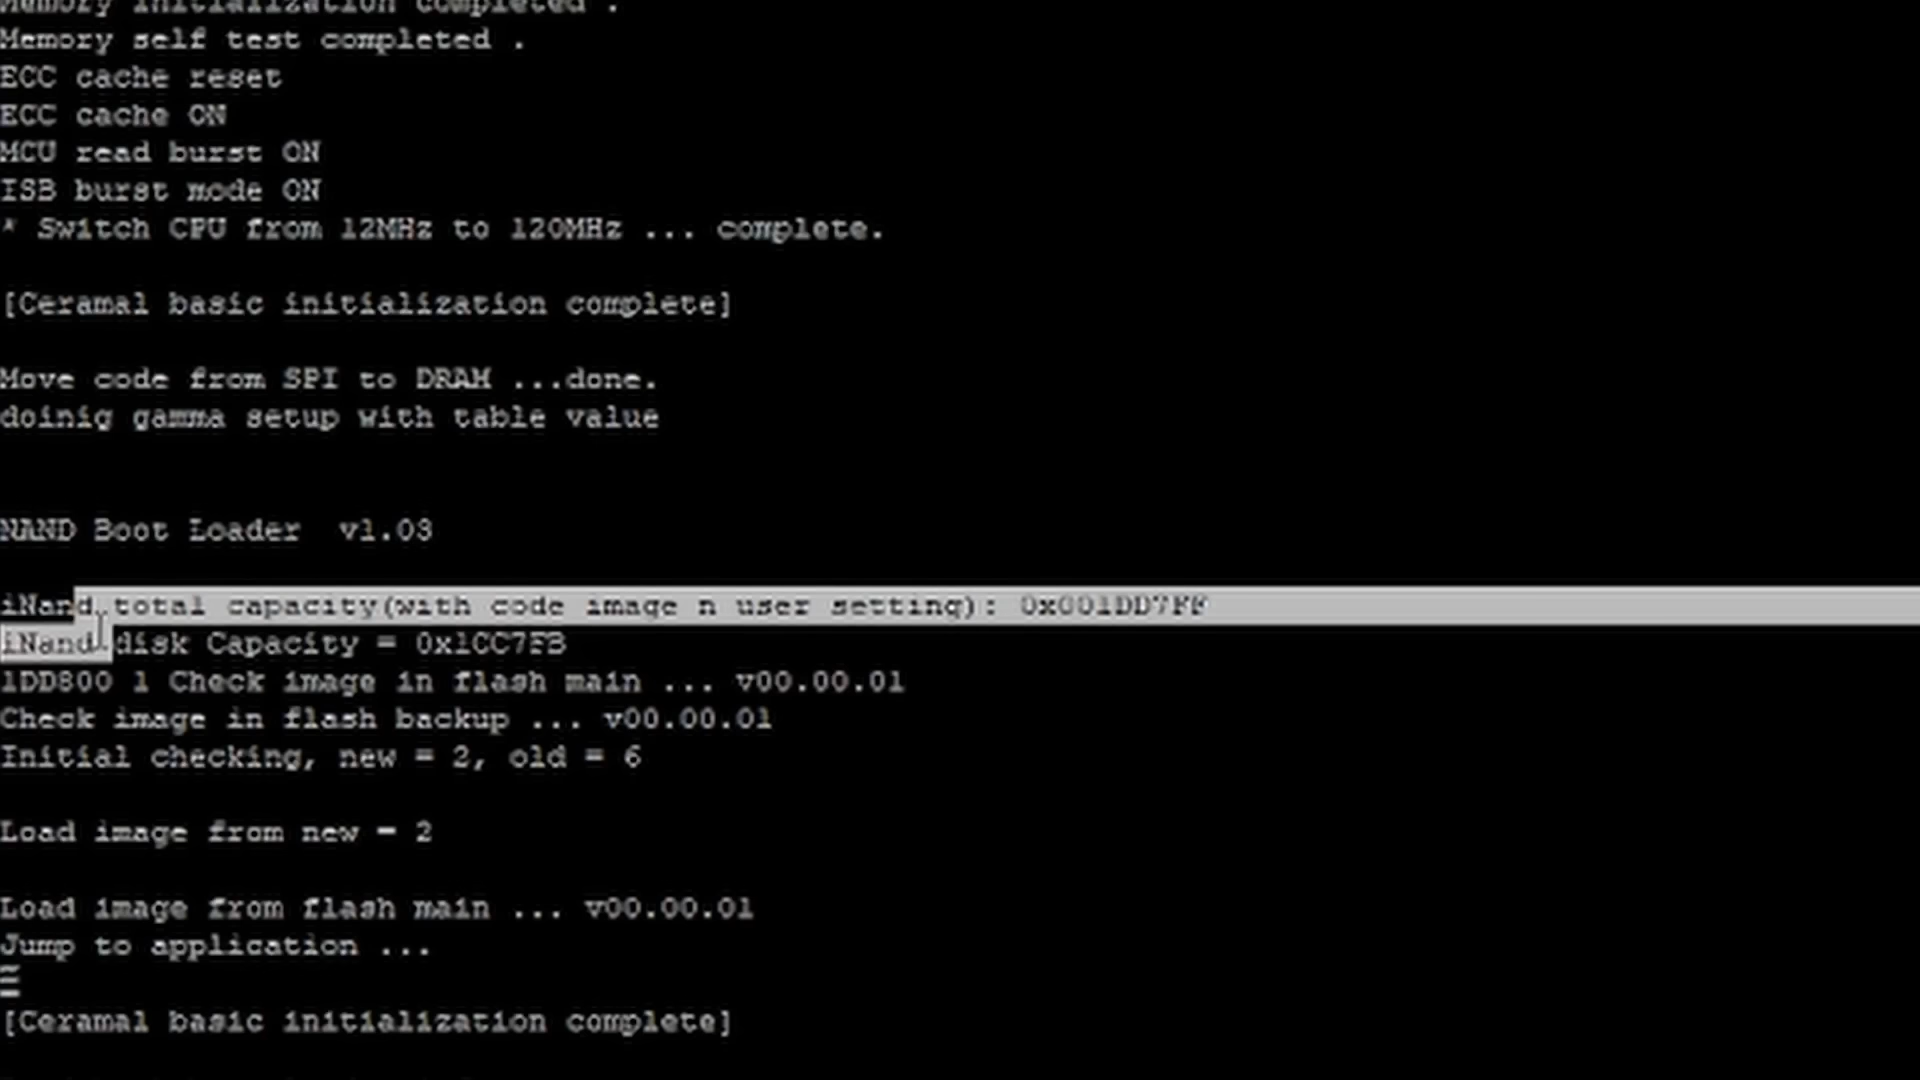 Memory initialization completed .
Memory self test completed .
ECC cache reset
ECC cache ON
MCU read burst ON
ISB burst mode ON
* Switch CPU from 12MHz to 120MHz ... complete.
[Ceramal basic initialization complete]
Move code from SPI to DRAM ...done.
doinig gamma setup with table value
NAND Boot Loader  v1.03
iNand total capacity(with code image n user setting): 0x001DD7FF
iNand disk Capacity = 0x1CC7FB
1DD800 1 Check image in flash main ... v00.00.01
Check image in flash backup ... v00.00.01
Initial checking, new = 2, old = 6
Load image from new = 2
Load image from flash main ... v00.00.01
Jump to application ...
[Ceramal basic initialization complete]